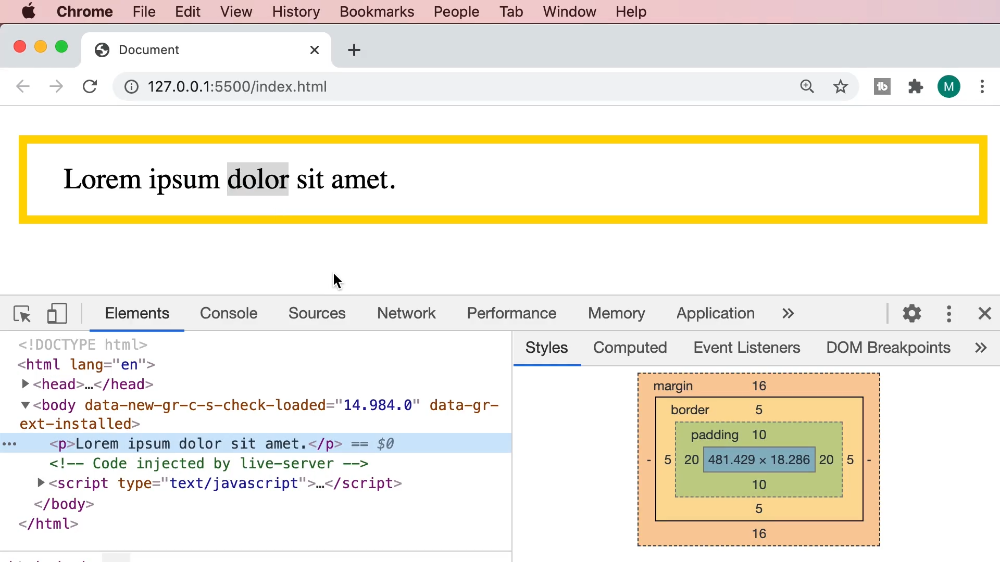 Chrome File Edit View History Bookmarks People Tab Window Help
Document
127.0.0.1:5500/index.html
M
Lorem ipsum dolor sit amet.
Elements Console Sources Network Performance Memory Application
<!DOCTYPE html>
<html lang="en">
<head>…</head>
<body data-new-gr-c-s-check-loaded="14.984.0" data-gr-
ext-installed>
<p>Lorem ipsum dolor sit amet.</p> == $0
<!-- Code injected by live-server -->
<script type="text/javascript">…</script>
</body>
</html>
Styles Computed Event Listeners DOM Breakpoints
margin 16
border 5
padding 10
- 5 20 481.429 × 18.286 20 5 -
10
5
16